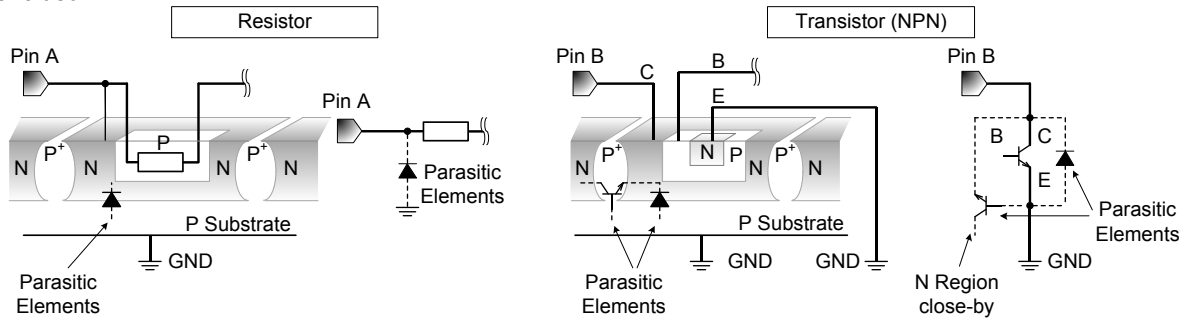 Resistor
Pin A
P
N
P+
N
N
P+
N
P Substrate
GND
Parasitic
Elements
Pin A
Parasitic
Elements
Transistor (NPN)
Pin B
C
B
E
N
P+
N
N
P
N
P+
N
P Substrate
GND
GND
Parasitic
Elements
Pin B
B
C
E
Parasitic
Elements
GND
N Region
close-by